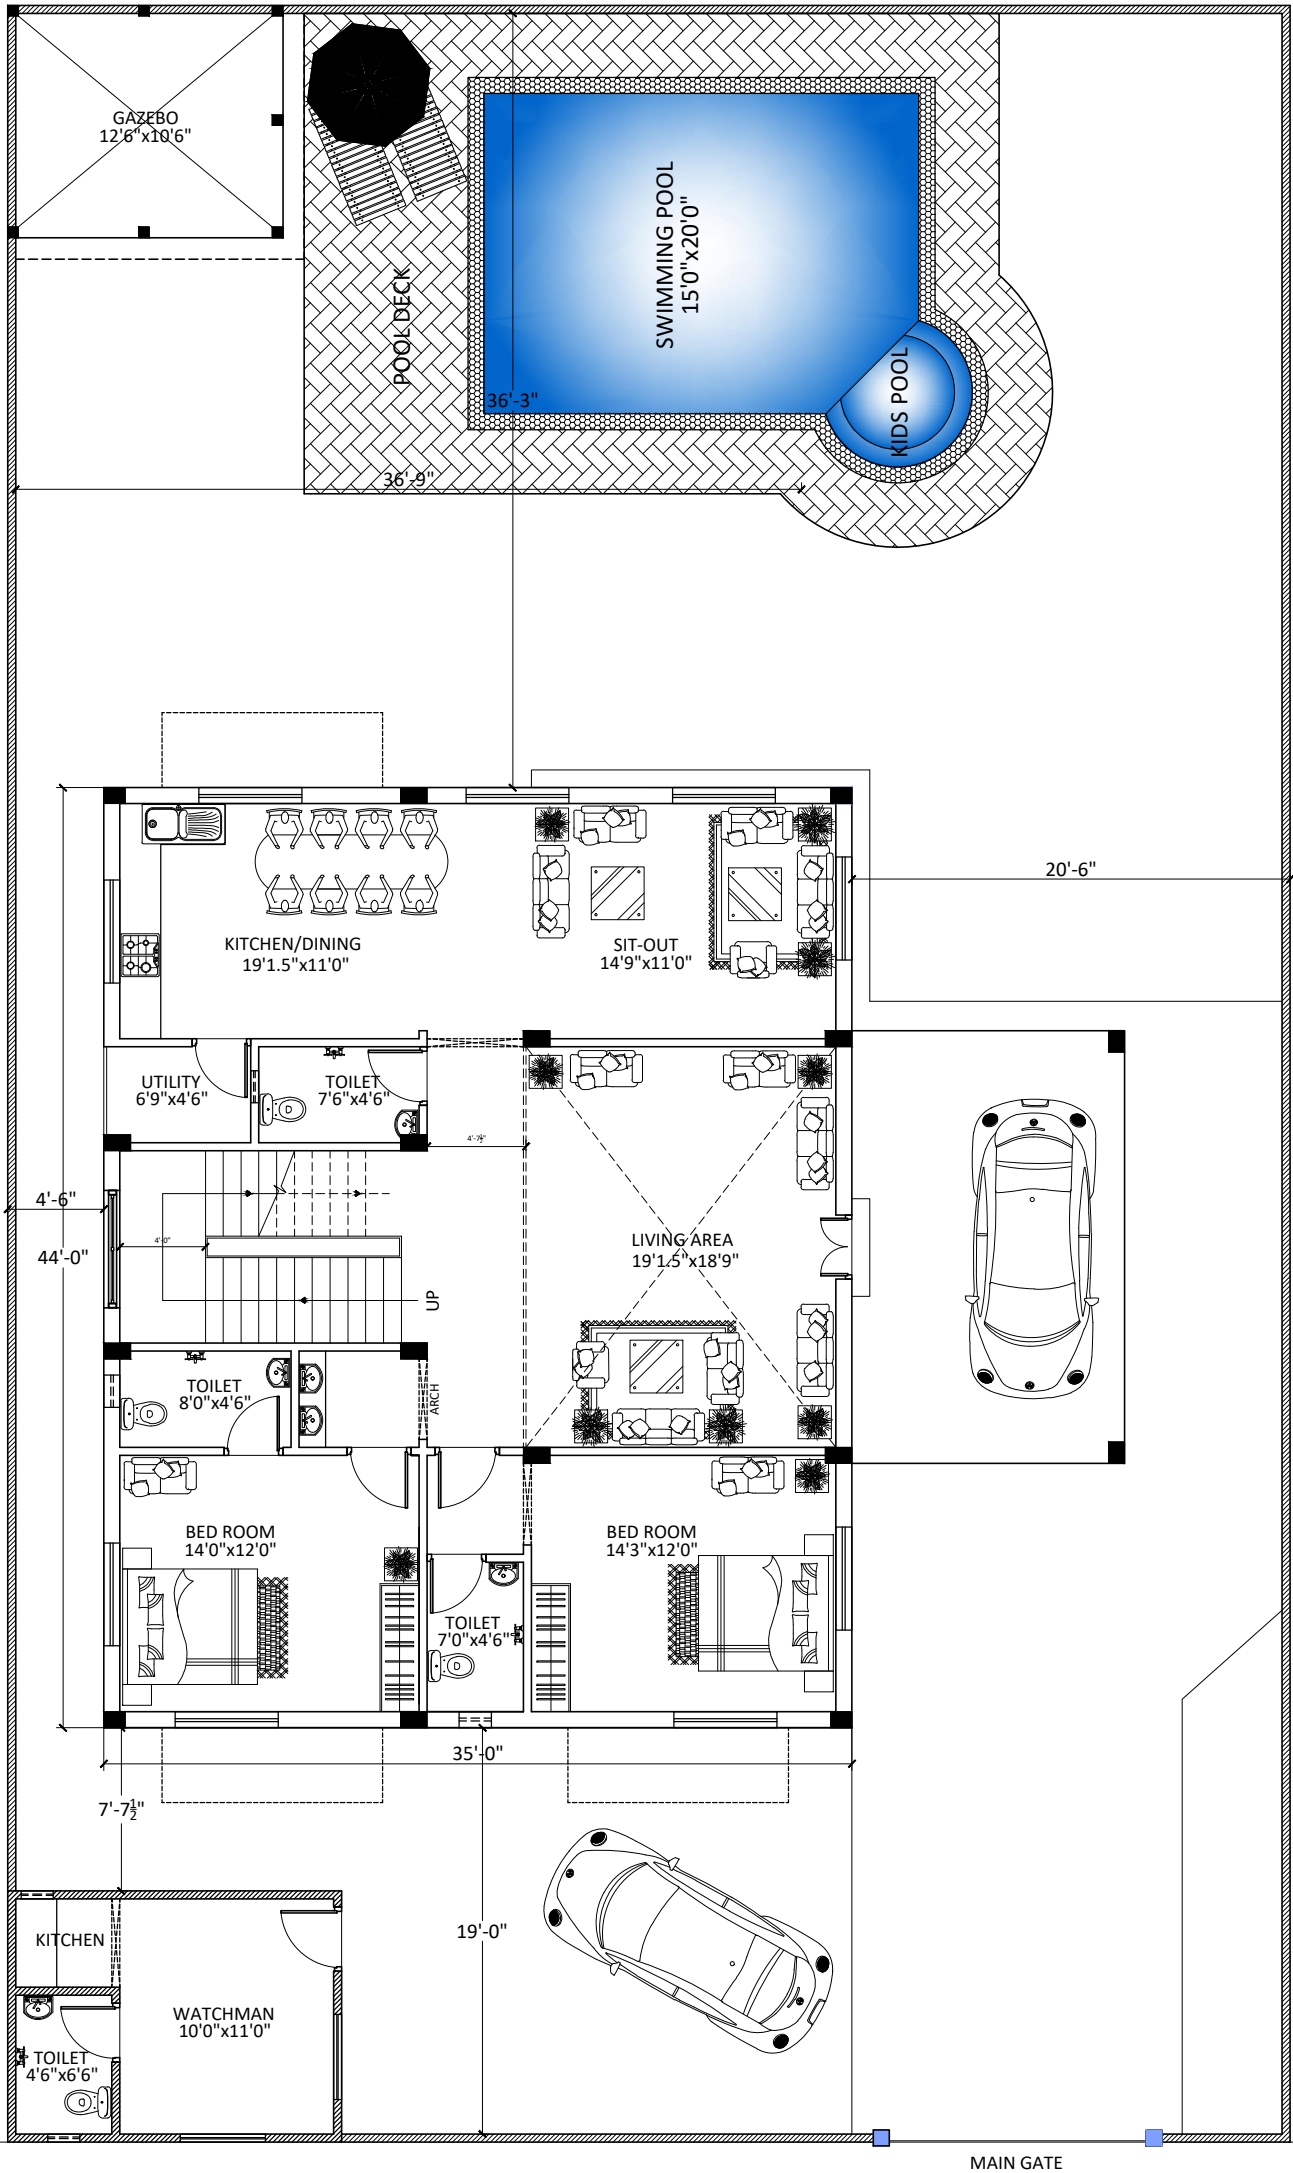 GAZEBO
12'6"x10'6"
SWIMMING POOL
15'0"x20'0"
POOL DECK
KIDS POOL
36'-3"
36'-9"
20'-6"
KITCHEN/DINING
19'1.5"x11'0"
SIT-OUT
14'9"x11'0"
UTILITY
6'9"x4'6"
TOILET
7'6"x4'6"
4'-7½"
4'-6"
44'-0"
4'-0"
LIVING AREA
19'1.5"x18'9"
UP
TOILET
8'0"x4'6"
ARCH
BED ROOM
14'0"x12'0"
BED ROOM
14'3"x12'0"
TOILET
7'0"x4'6"
35'-0"
7'-7½"
19'-0"
KITCHEN
WATCHMAN
10'0"x11'0"
TOILET
4'6"x6'6"
MAIN GATE